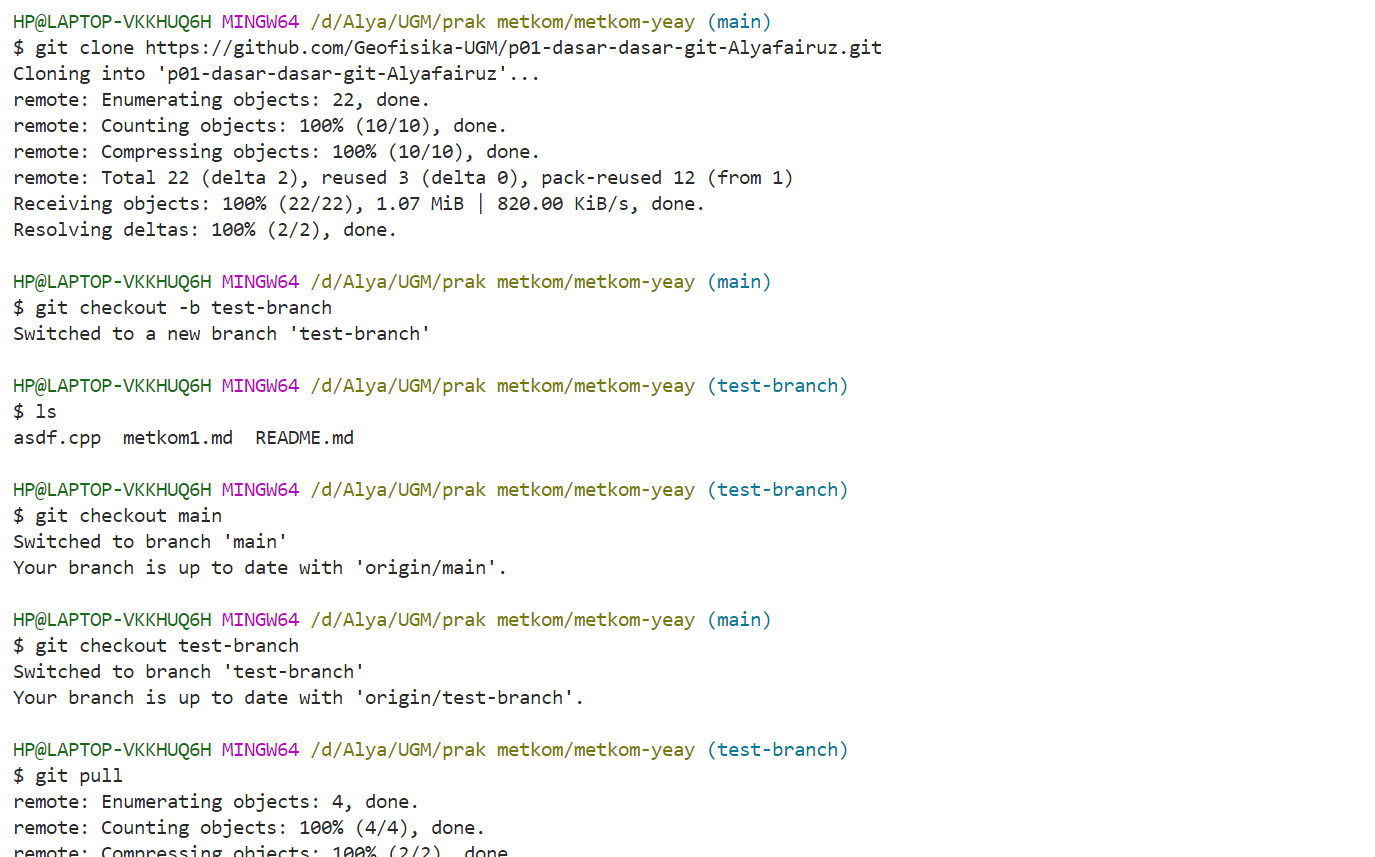 HP@LAPTOP-VKKHUQ6H MINGW64 /d/Alya/UGM/prak metkom/metkom-yeay (main)
$ git clone https://github.com/Geofisika-UGM/p01-dasar-dasar-git-Alyafairuz.git
Cloning into 'p01-dasar-dasar-git-Alyafairuz'...
remote: Enumerating objects: 22, done.
remote: Counting objects: 100% (10/10), done.
remote: Compressing objects: 100% (10/10), done.
remote: Total 22 (delta 2), reused 3 (delta 0), pack-reused 12 (from 1)
Receiving objects: 100% (22/22), 1.07 MiB | 820.00 KiB/s, done.
Resolving deltas: 100% (2/2), done.
HP@LAPTOP-VKKHUQ6H MINGW64 /d/Alya/UGM/prak metkom/metkom-yeay (main)
$ git checkout -b test-branch
Switched to a new branch 'test-branch'
HP@LAPTOP-VKKHUQ6H MINGW64 /d/Alya/UGM/prak metkom/metkom-yeay (test-branch)
$ ls
asdf.cpp  metkom1.md  README.md
HP@LAPTOP-VKKHUQ6H MINGW64 /d/Alya/UGM/prak metkom/metkom-yeay (test-branch)
$ git checkout main
Switched to branch 'main'
Your branch is up to date with 'origin/main'.
HP@LAPTOP-VKKHUQ6H MINGW64 /d/Alya/UGM/prak metkom/metkom-yeay (main)
$ git checkout test-branch
Switched to branch 'test-branch'
Your branch is up to date with 'origin/test-branch'.
HP@LAPTOP-VKKHUQ6H MINGW64 /d/Alya/UGM/prak metkom/metkom-yeay (test-branch)
$ git pull
remote: Enumerating objects: 4, done.
remote: Counting objects: 100% (4/4), done.
remote: Compressing objects: 100% (2/2), done